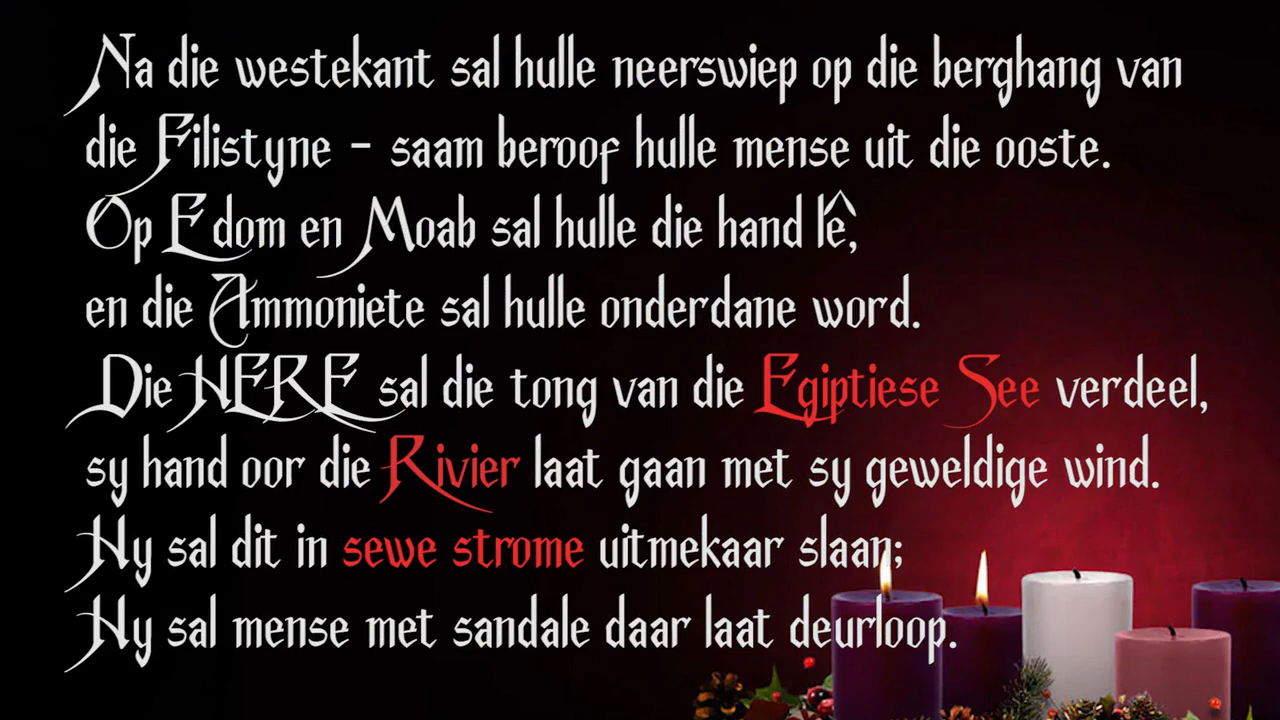 Na die westekant sal hulle neerswiep op die berghang van
die Filistyne – saam beroof hulle mense uit die ooste.
Op Edom en Moab sal hulle die hand lê,
en die Ammoniete sal hulle onderdane word.
Die HERE sal die tong van die Egiptiese See verdeel,
sy hand oor die Rivier laat gaan met sy geweldige wind.
Hy sal dit in sewe strome uitmekaar slaan;
Hy sal mense met sandale daar laat deurloop.